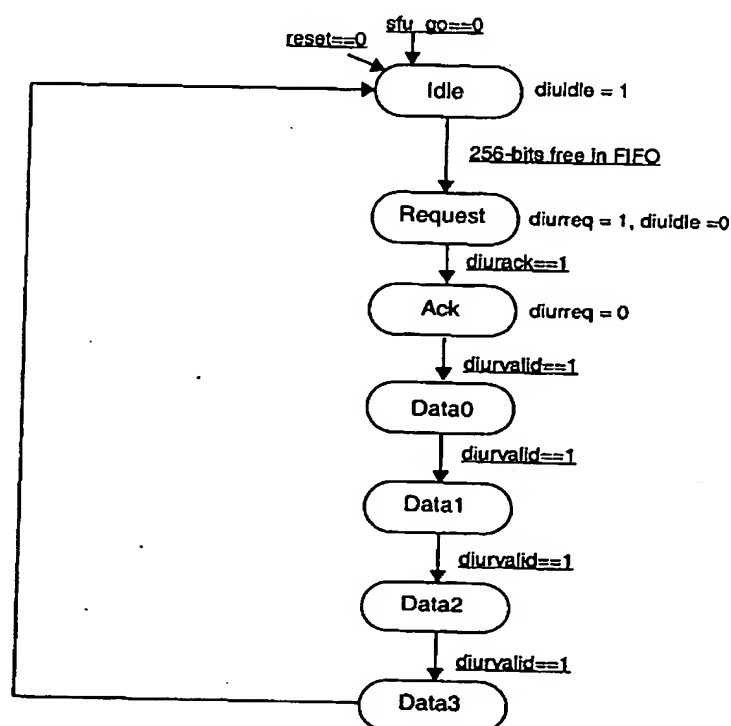 sfu_go==0
reset==0
Idle
diuidle = 1
256-bits free in FIFO
Request
diurreq = 1, diuidle =0
diurack==1
Ack
diurreq = 0
diurvalid==1
Data0
diurvalid==1
Data1
diurvalid==1
Data2
diurvalid==1
Data3